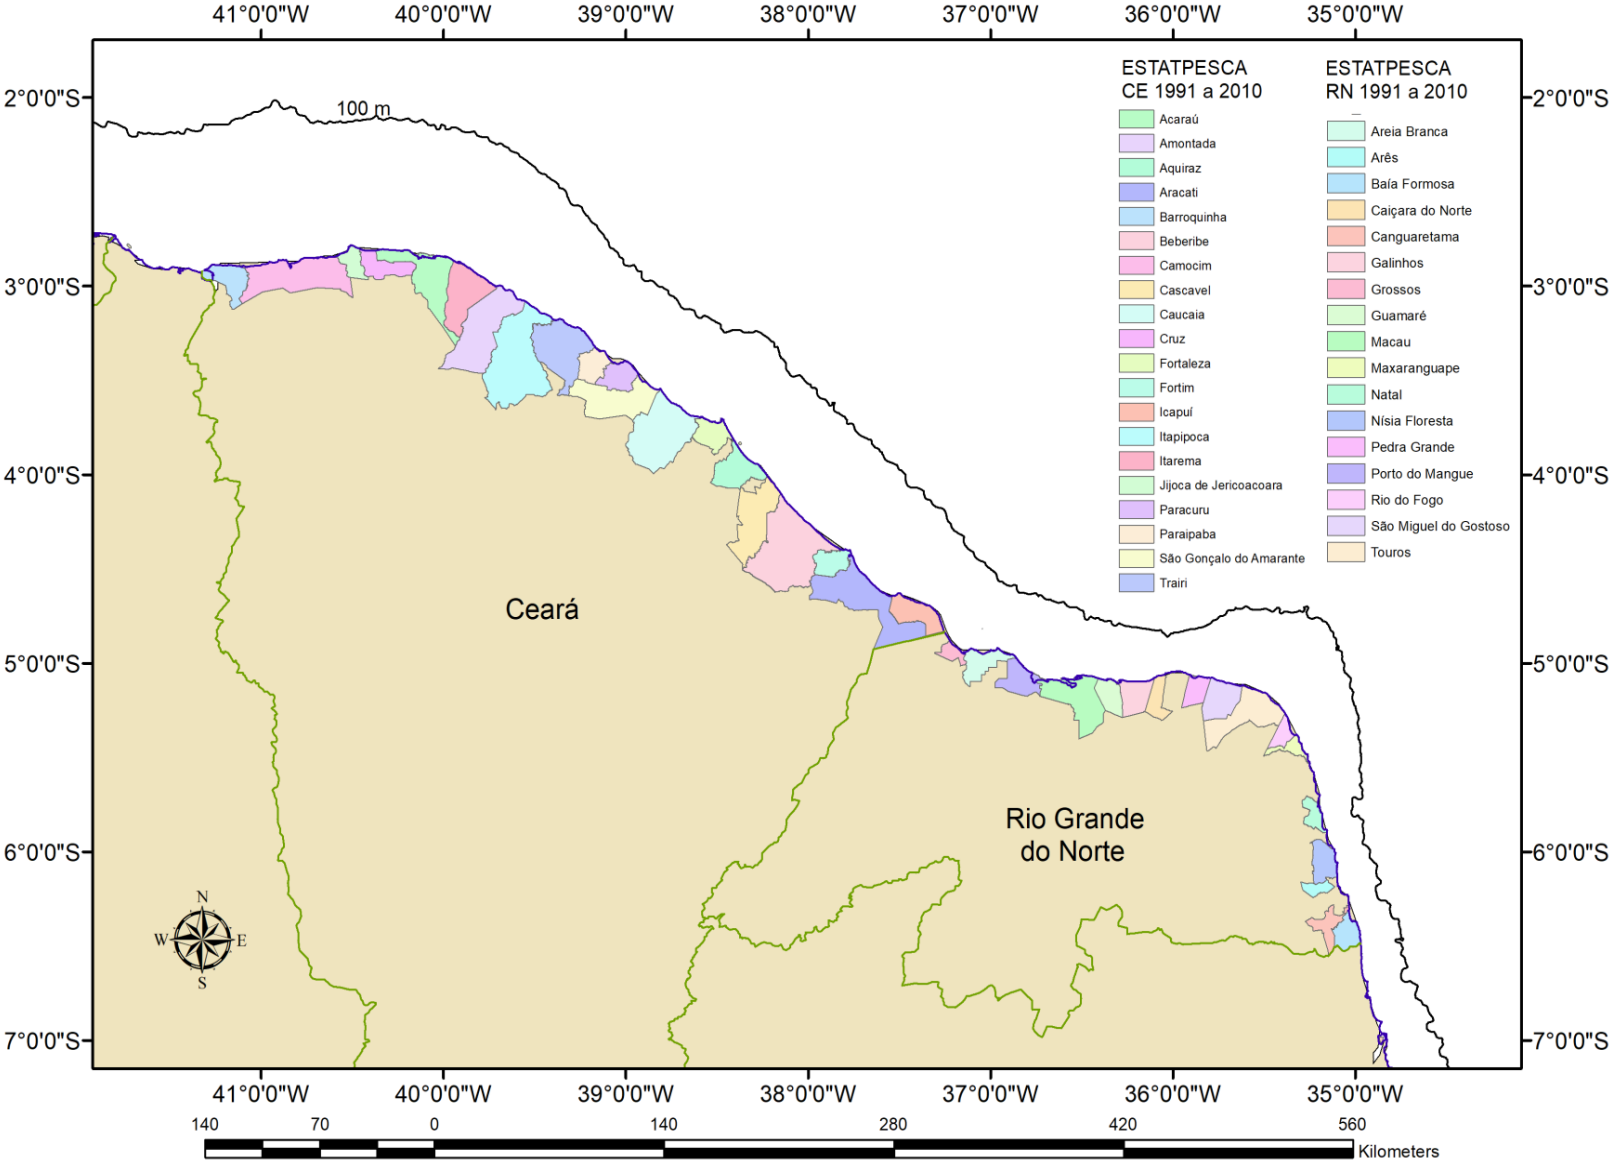 41°0'0"W 40°0'0"W 39°0'0"W 38°0'0"W 37°0'0"W 36°0'0"W 35°0'0"W
2°0'0"S
3°0'0"S
4°0'0"S
5°0'0"S
6°0'0"S
7°0'0"S
100 m
Ceará
Rio Grande
do Norte
N
W
E
S
ESTATPESCA
CE 1991 a 2010
Acaraú
Amontada
Aquiraz
Aracati
Barroquinha
Beberibe
Camocim
Cascavel
Caucaia
Cruz
Fortaleza
Fortim
Icapuí
Itapipoca
Itarema
Jijoca de Jericoacoara
Paracuru
Paraipaba
São Gonçalo do Amarante
Trairi
ESTATPESCA
RN 1991 a 2010
Areia Branca
Arês
Baía Formosa
Caiçara do Norte
Canguaretama
Galinhos
Grossos
Guamaré
Macau
Maxaranguape
Natal
Nísia Floresta
Pedra Grande
Porto do Mangue
Rio do Fogo
São Miguel do Gostoso
Touros
2°0'0"S
3°0'0"S
4°0'0"S
5°0'0"S
6°0'0"S
7°0'0"S
41°0'0"W 40°0'0"W 39°0'0"W 38°0'0"W 37°0'0"W 36°0'0"W 35°0'0"W
140 70 0 140 280 420 560
Kilometers